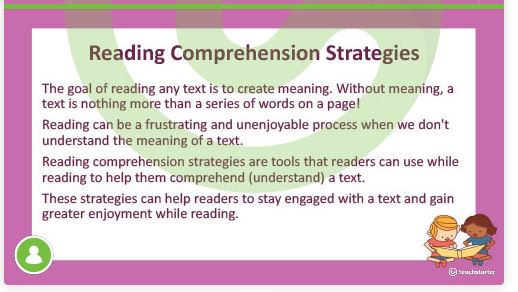 Reading Comprehension Strategies
The goal of reading any text is to create meaning. Without meaning, a
text is nothing more than a series of words on a page!
Reading can be a frustrating and unenjoyable process when we don't
understand the meaning of a text.
Reading comprehension strategies are tools that readers can use while
reading to help them comprehend (understand) a text.
These strategies can help readers to stay engaged with a text and gain
greater enjoyment while reading.
teachstarter